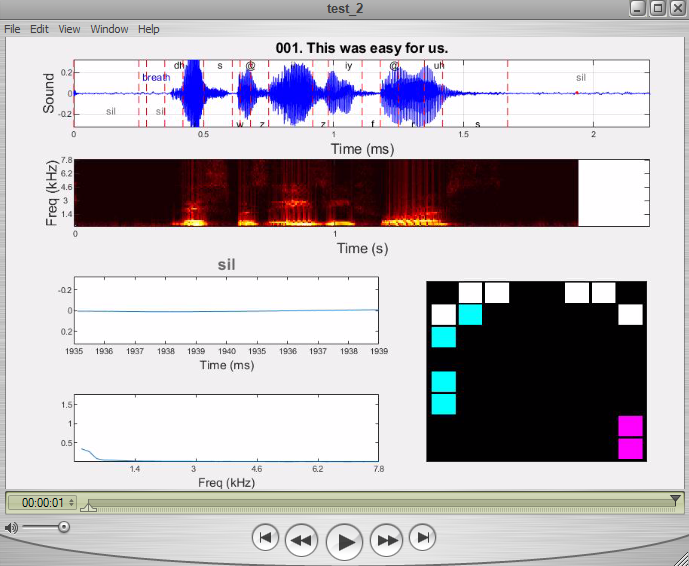 test_2
File Edit View Window Help
001. This was easy for us.
Sound
0.2
0
-0.2
sil breath sil dh s w @ z z iy f @ r uh s sil
0 0.5 1 1.5 2
Time (ms)
Freq (kHz)
7.8
6.2
4.6
3
1.4
0 1
Time (s)
sil
-0.2
0
0.2
1935 1936 1937 1938 1939 1940 1935 1936 1937 1938 1939
Time (ms)
1.5
1
0.5
1.4 3 4.6 6.2 7.8
Freq (kHz)
00:00:01